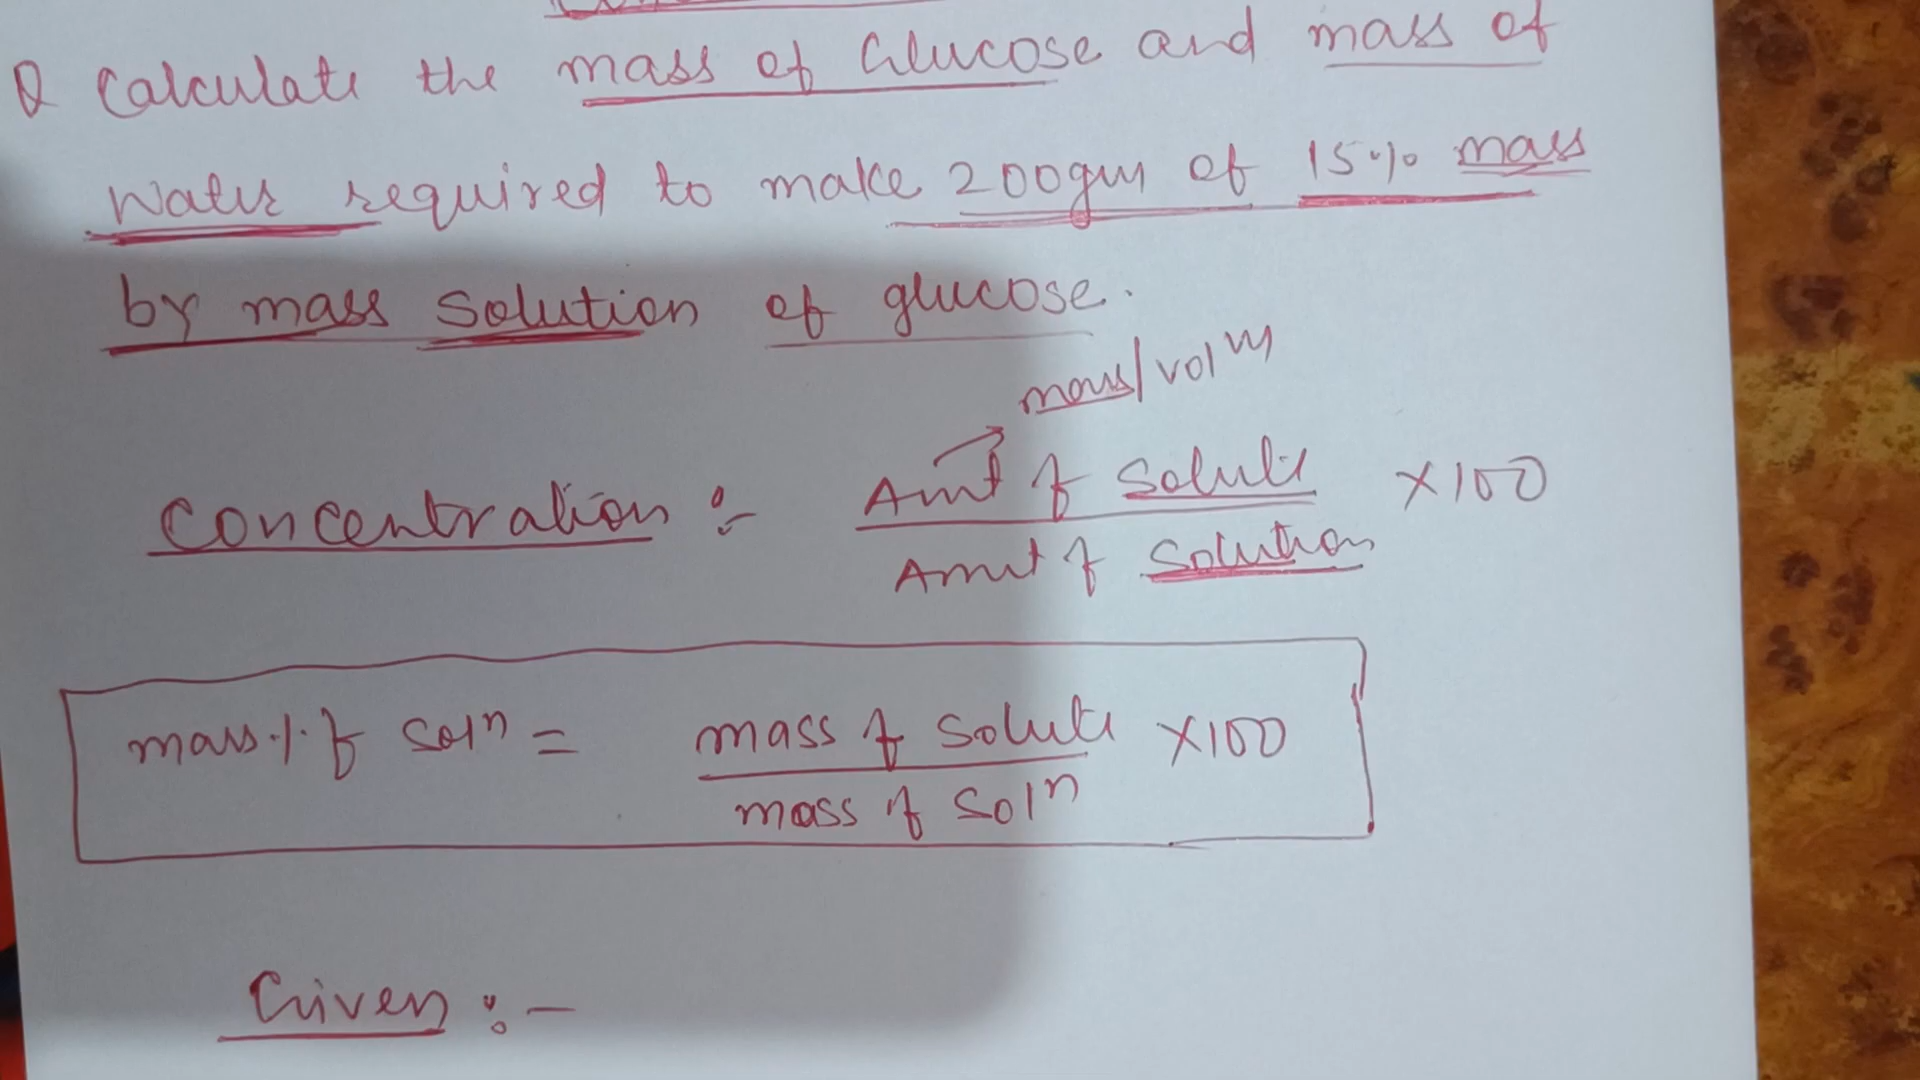 Q Calculate the mass of Glucose and mass of
Water required to make 200gm of 15% mass
by mass solution of glucose.
mass/volm
Concentration :- Amt of Solute ×100
Amt of Solution
mass % of Soln = mass of Solute ×100
mass of Soln
Given :-